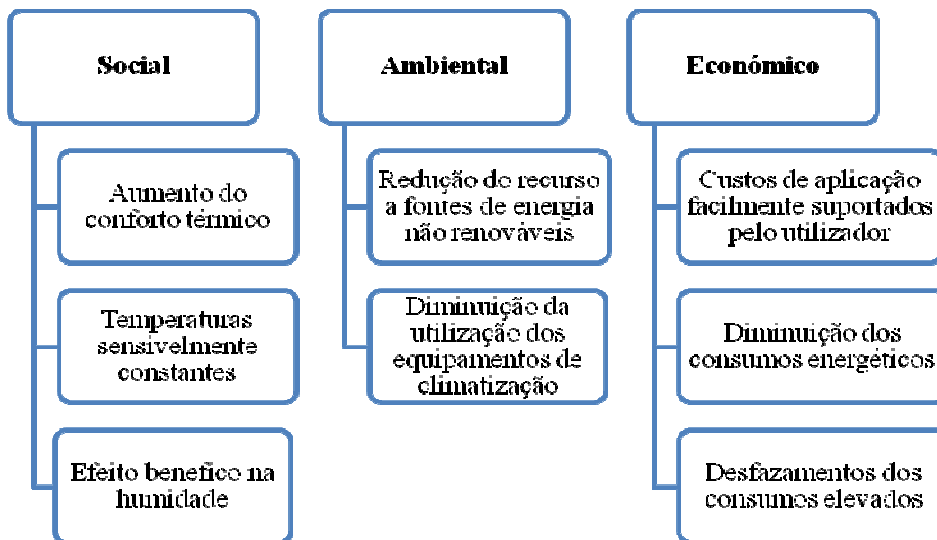 Social
Aumento do
conforto térmico
Temperaturas
sensivelmente
constantes
Efeito benefico na
humidade
Ambiental
Redução do recurso
a fontes de energia
não renováveis
Diminuição da
utilização dos
equipamentos de
climatização
Económico
Custos de aplicação
facilmente suportados
pelo utilizador
Diminuição dos
consumos energéticos
Desfazamentos dos
consumos elevados